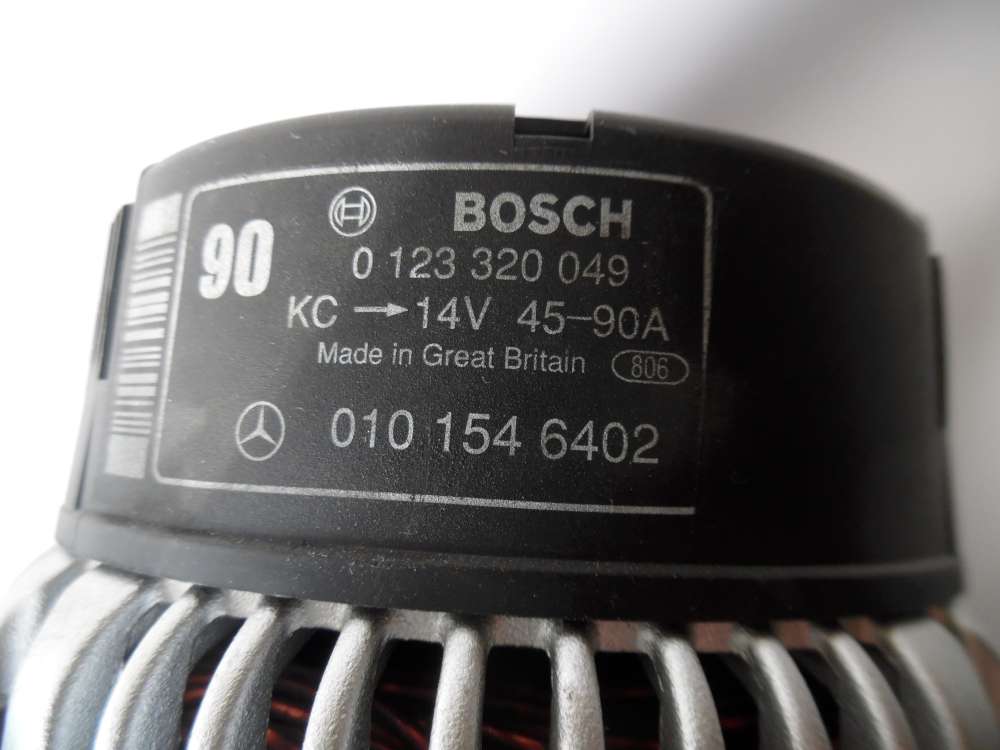 90
BOSCH
0 123 320 049
KC → 14V 45-90A
Made in Great Britain 806
010 154 6402